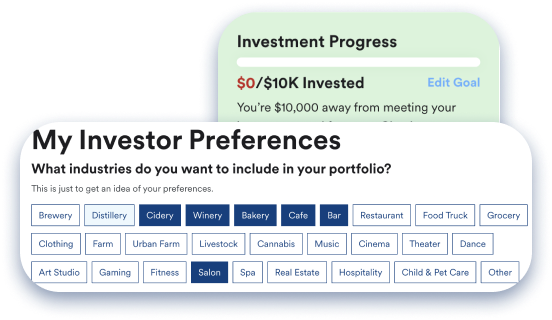 Investment Progress
$0/$10K Invested Edit Goal
You're $10,000 away from meeting your
My Investor Preferences
What industries do you want to include in your portfolio?
This is just to get an idea of your preferences.
Brewery Distillery Cidery Winery Bakery Cafe Bar Restaurant Food Truck Grocery
Clothing Farm Urban Farm Livestock Cannabis Music Cinema Theater Dance
Art Studio Gaming Fitness Salon Spa Real Estate Hospitality Child & Pet Care Other